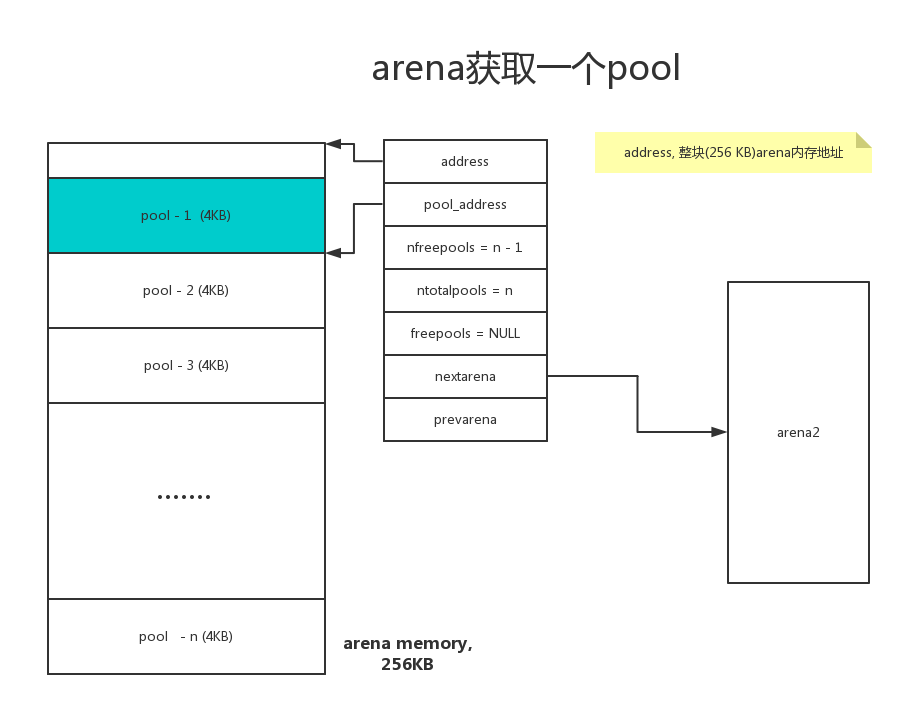 arena获取一个pool
address, 整块(256 KB)arena内存地址
address
pool_address
nfreepools = n - 1
ntotalpools = n
freepools = NULL
nextarena
prevarena
pool - 1 (4KB)
pool - 2 (4KB)
pool - 3 (4KB)
.......
pool - n (4KB)
arena memory,
256KB
arena2